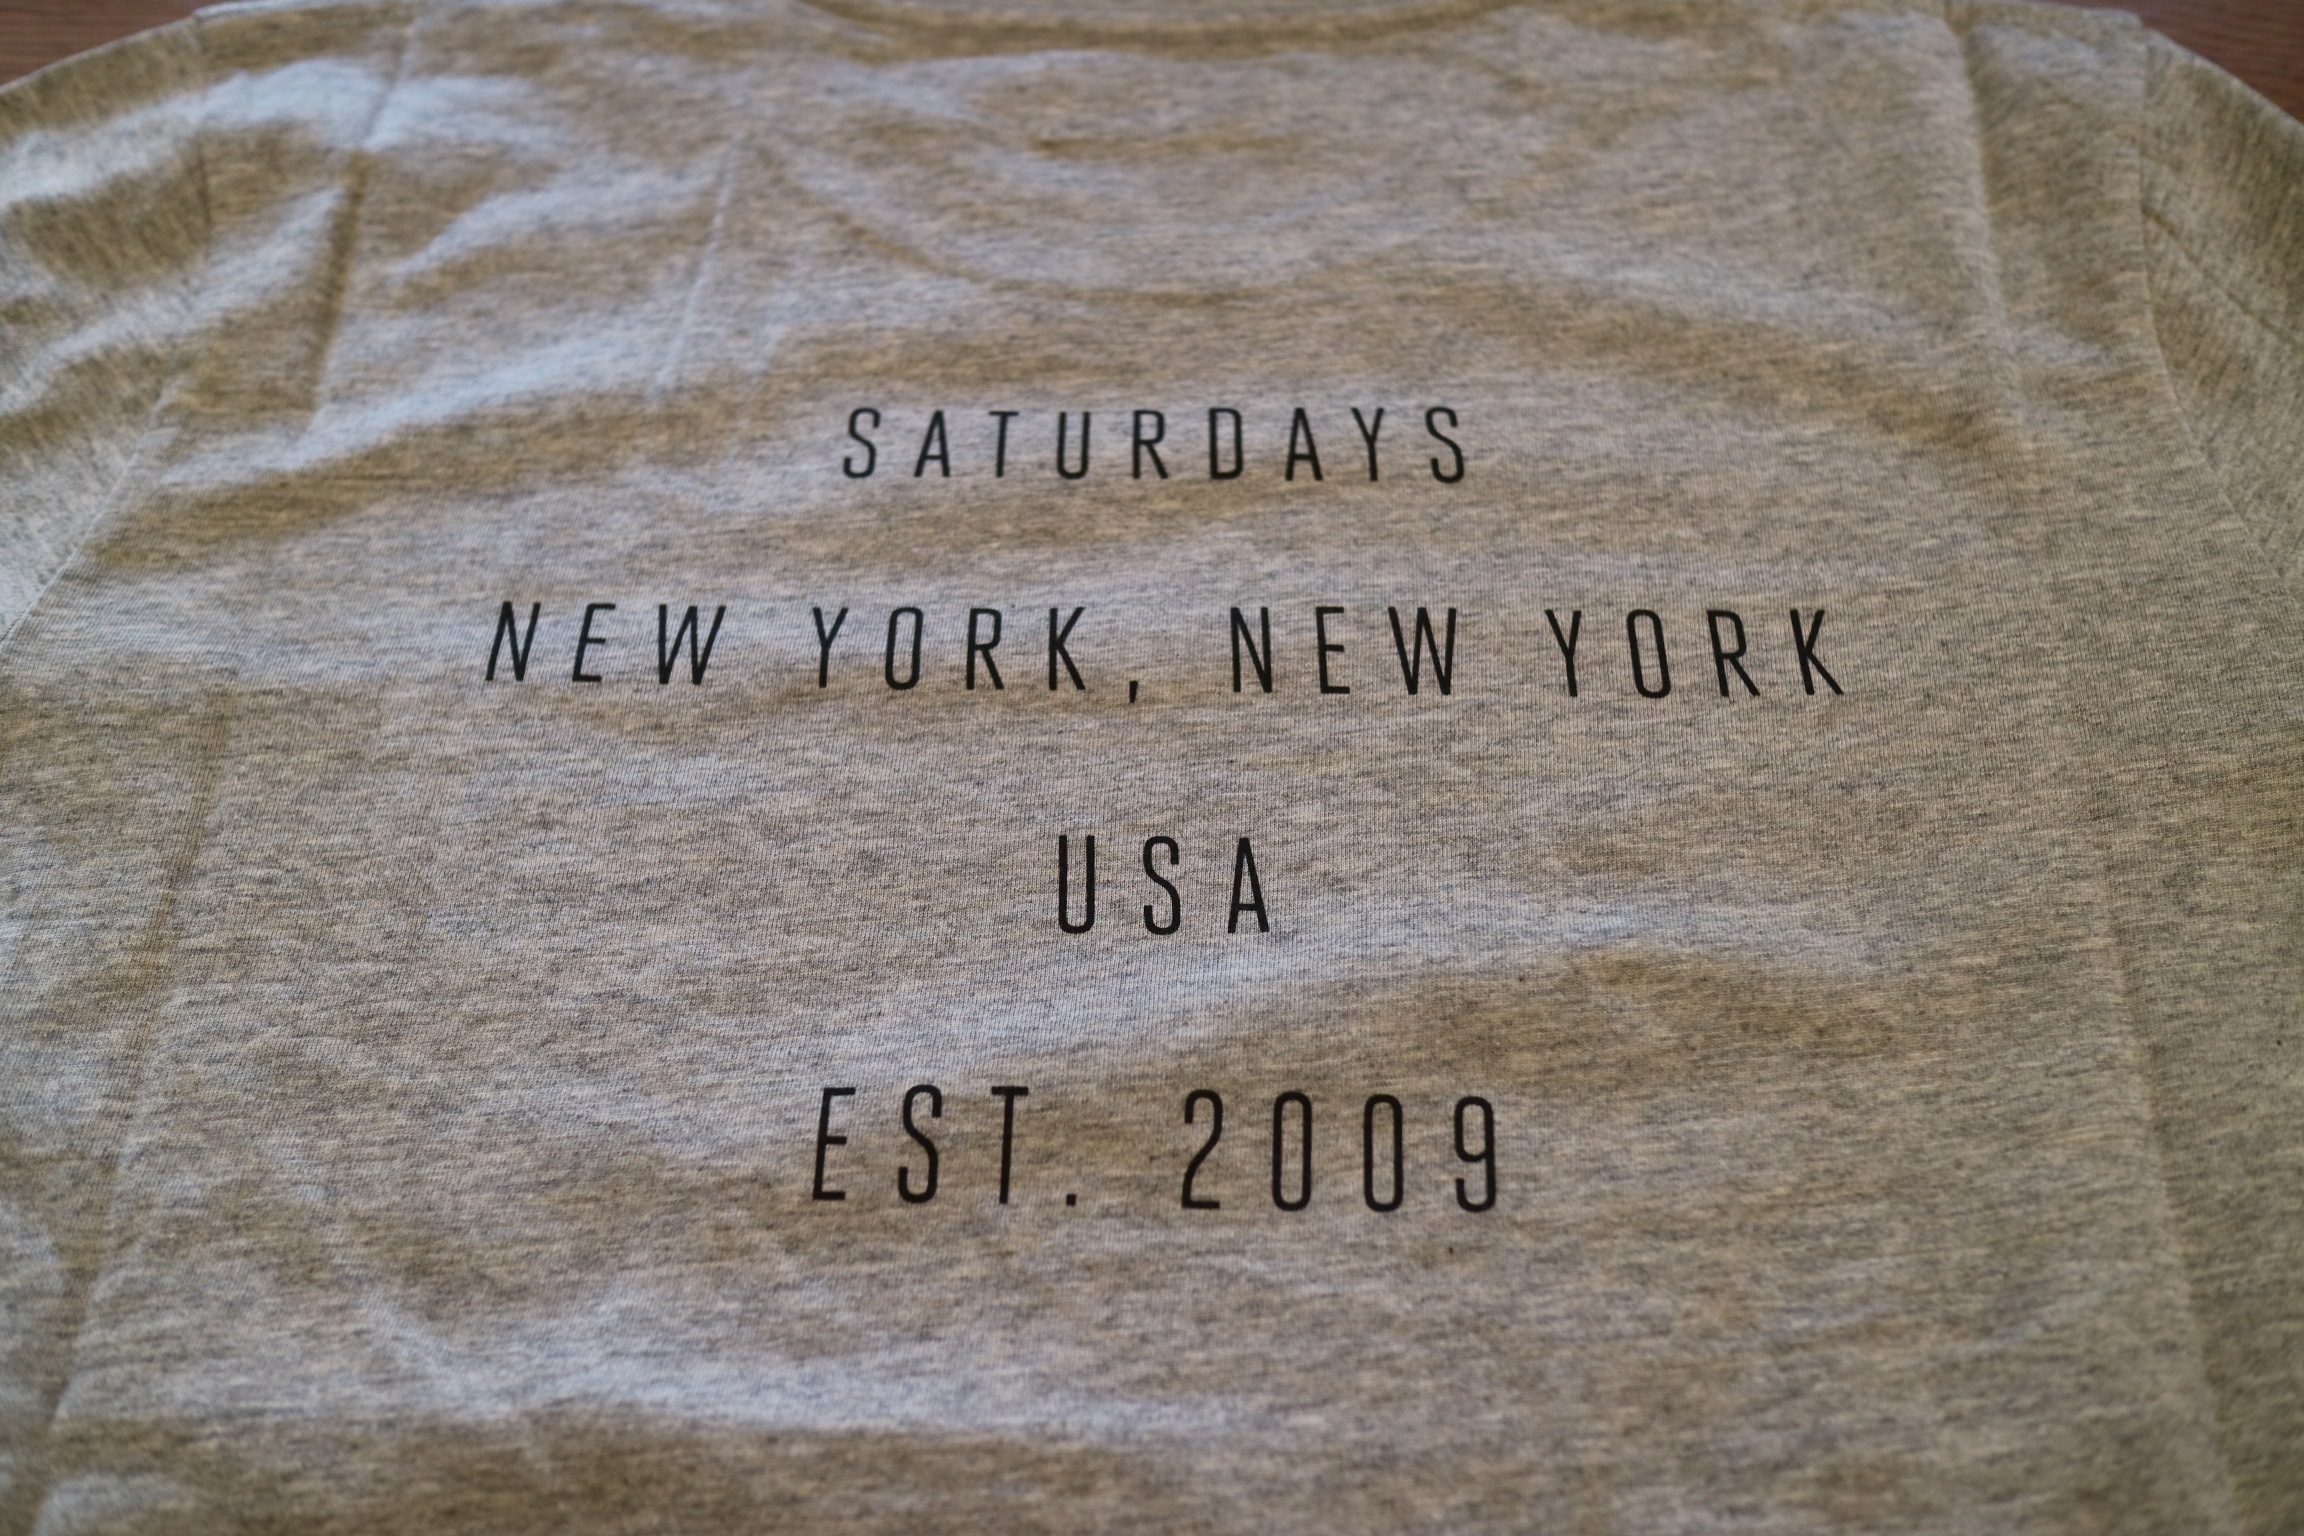 SATURDAYS
NEW YORK, NEW YORK
USA
EST. 2009